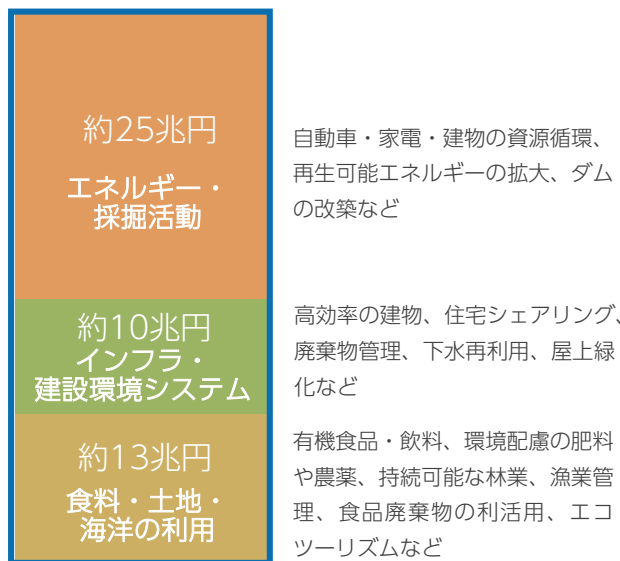 約25兆円
エネルギー・
採掘活動
自動車・家電・建物の資源循環、
再生可能エネルギーの拡大、ダム
の改築など
約10兆円
インフラ・
建設環境システム
高効率の建物、住宅シェアリング、
廃棄物管理、下水再利用、屋上緑
化など
約13兆円
食料・土地・
海洋の利用
有機食品・飲料、環境配慮の肥料
や農薬、持続可能な林業、漁業管
理、食品廃棄物の利活用、エコ
ツーリズムなど